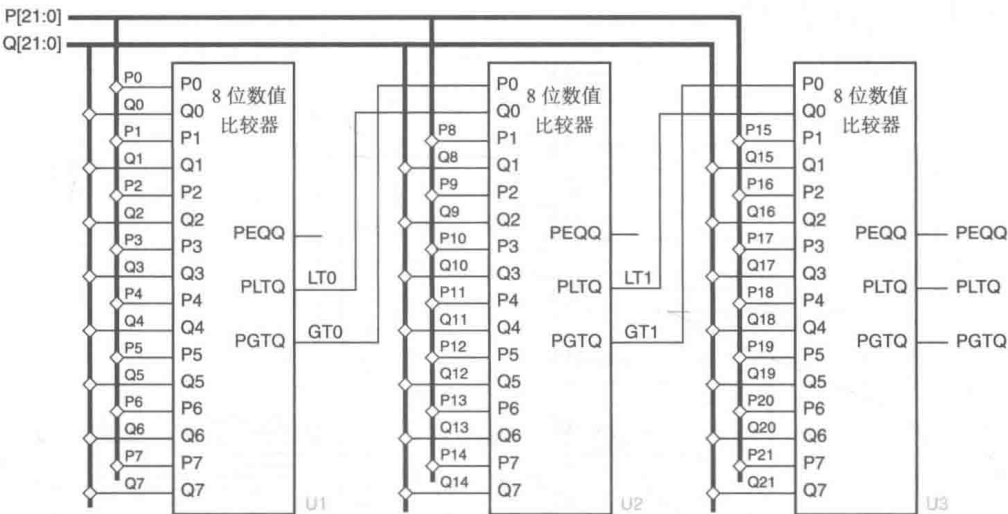 P[21:0]
Q[21:0]
P0
Q0
P1
Q1
P2
Q2
P3
Q3
P4
Q4
P5
Q5
P6
Q6
P7
Q7
P0
Q0
P1
Q1
P2
Q2
P3
Q3
P4
Q4
P5
Q5
P6
Q6
P7
Q7
8 位数值
比较器
PEQQ
PLTQ
PGTQ
LT0
GT0
U1
P8
Q8
P9
Q9
P10
Q10
P11
Q11
P12
Q12
P13
Q13
P14
Q14
P0
Q0
P1
Q1
P2
Q2
P3
Q3
P4
Q4
P5
Q5
P6
Q6
P7
Q7
8 位数值
比较器
PEQQ
PLTQ
PGTQ
LT1
GT1
U2
P15
Q15
P16
Q16
P17
Q17
P18
Q18
P19
Q19
P20
Q20
P21
Q21
P0
Q0
P1
Q1
P2
Q2
P3
Q3
P4
Q4
P5
Q5
P6
Q6
P7
Q7
8 位数值
比较器
PEQQ
PLTQ
PGTQ
PEQQ
PLTQ
PGTQ
U3